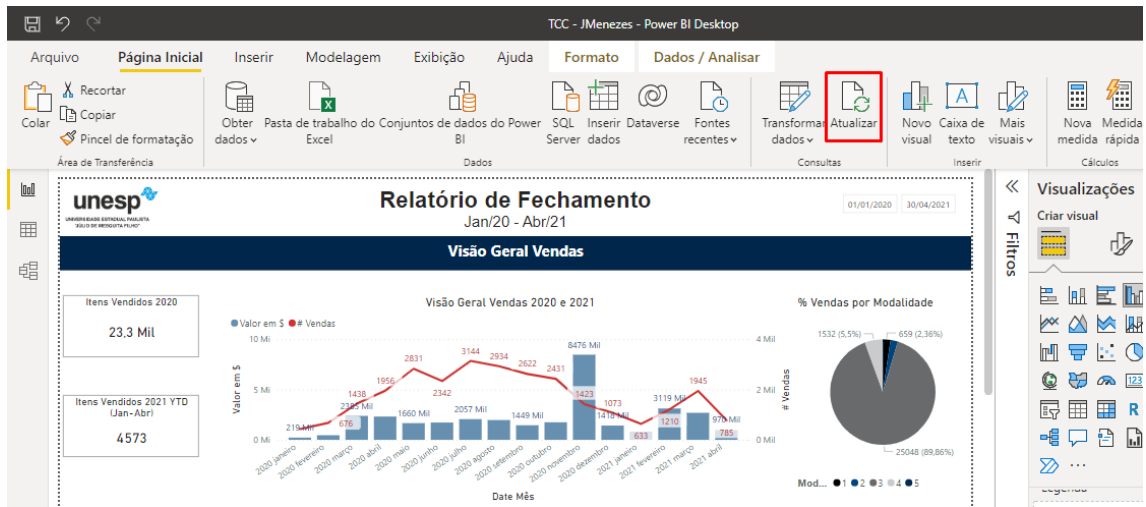 TCC - JMenezes - Power BI Desktop
Arquivo Página Inicial Inserir Modelagem Exibição Ajuda Formato Dados / Analisar
Colar
Recortar
Copiar
Pincel de formatação
Área de Transferência
Obter dados
Pasta de trabalho do Excel
Conjuntos de dados do Power BI
SQL Server
Inserir dados
Dataverse
Fontes recentes
Dados
Transformar dados
Atualizar
Consultas
Novo visual
Caixa de texto
Mais visuais
Inserir
Nova medida
Medida rápida
Cálculos
unesp
UNIVERSIDADE ESTADUAL PAULISTA
"JÚLIO DE MESQUITA FILHO"
Relatório de Fechamento
Jan/20 - Abr/21
01/01/2020 30/04/2021
Visão Geral Vendas
Itens Vendidos 2020
23,3 Mil
Itens Vendidos 2021 YTD
(Jan-Abr)
4573
Visão Geral Vendas 2020 e 2021
Valor em $ # Vendas
10 Mi
5 Mi
0 Mi
Valor em $
4 Mil
2 Mil
0 Mil
# Vendas
219 Mil
676
1438
2385 Mil
1956
2831
1660 Mil
2342
3144
2057 Mil
2934
2622
1449 Mil
2431
8476 Mil
1423
1073
1418 Mil
633
3119 Mil
1210
1945
970 Mil
785
2020 janeiro
2020 fevereiro
2020 março
2020 abril
2020 maio
2020 junho
2020 julho
2020 agosto
2020 setembro
2020 outubro
2020 novembro
2020 dezembro
2021 janeiro
2021 fevereiro
2021 março
2021 abril
Date Mês
% Vendas por Modalidade
1532 (5,5%)
659 (2,36%)
25048 (89,86%)
Mod... 1 2 3 4 5
Filtros
Visualizações
Criar visual
123
R